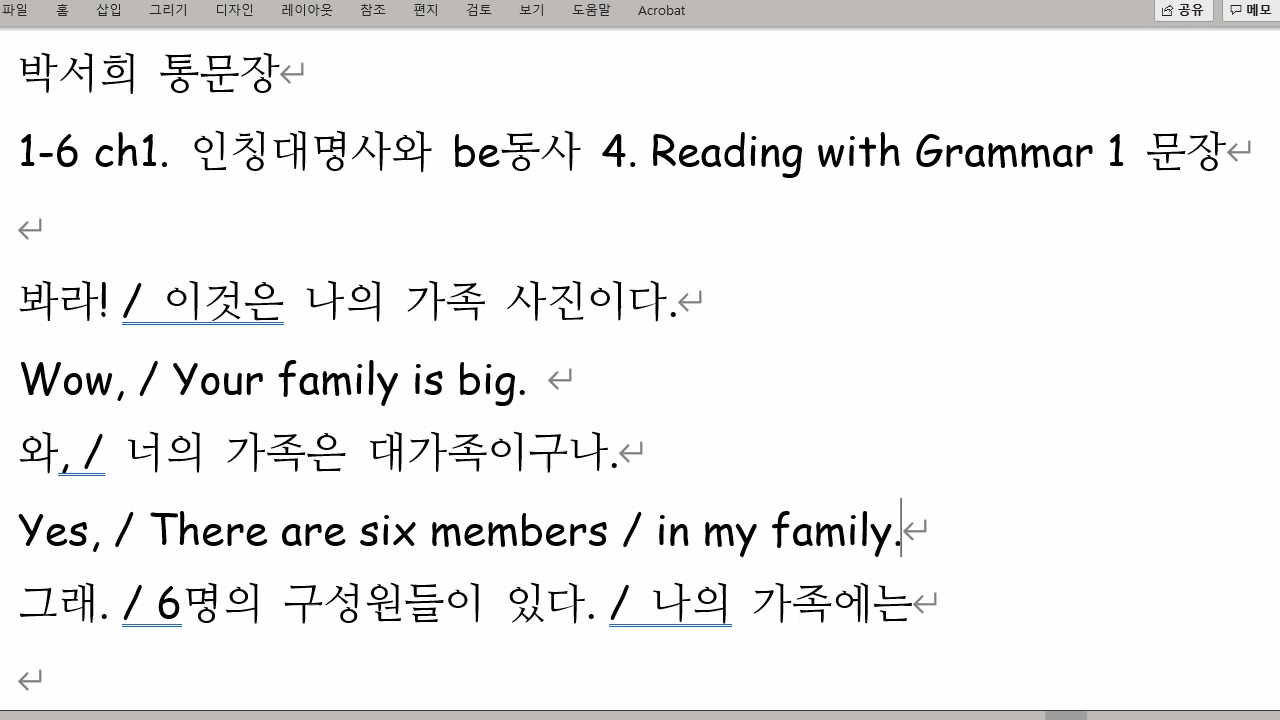 파일 홈 삽입 그리기 디자인 레이아웃 참조 편지 검토 보기 도움말 Acrobat 공유 메모
박서희 통문장
1-6 ch1. 인칭대명사와 be동사 4. Reading with Grammar 1 문장
봐라! / 이것은 나의 가족 사진이다.
Wow, / Your family is big.
와, / 너의 가족은 대가족이구나.
Yes, / There are six members / in my family.
그래. / 6명의 구성원들이 있다. / 나의 가족에는